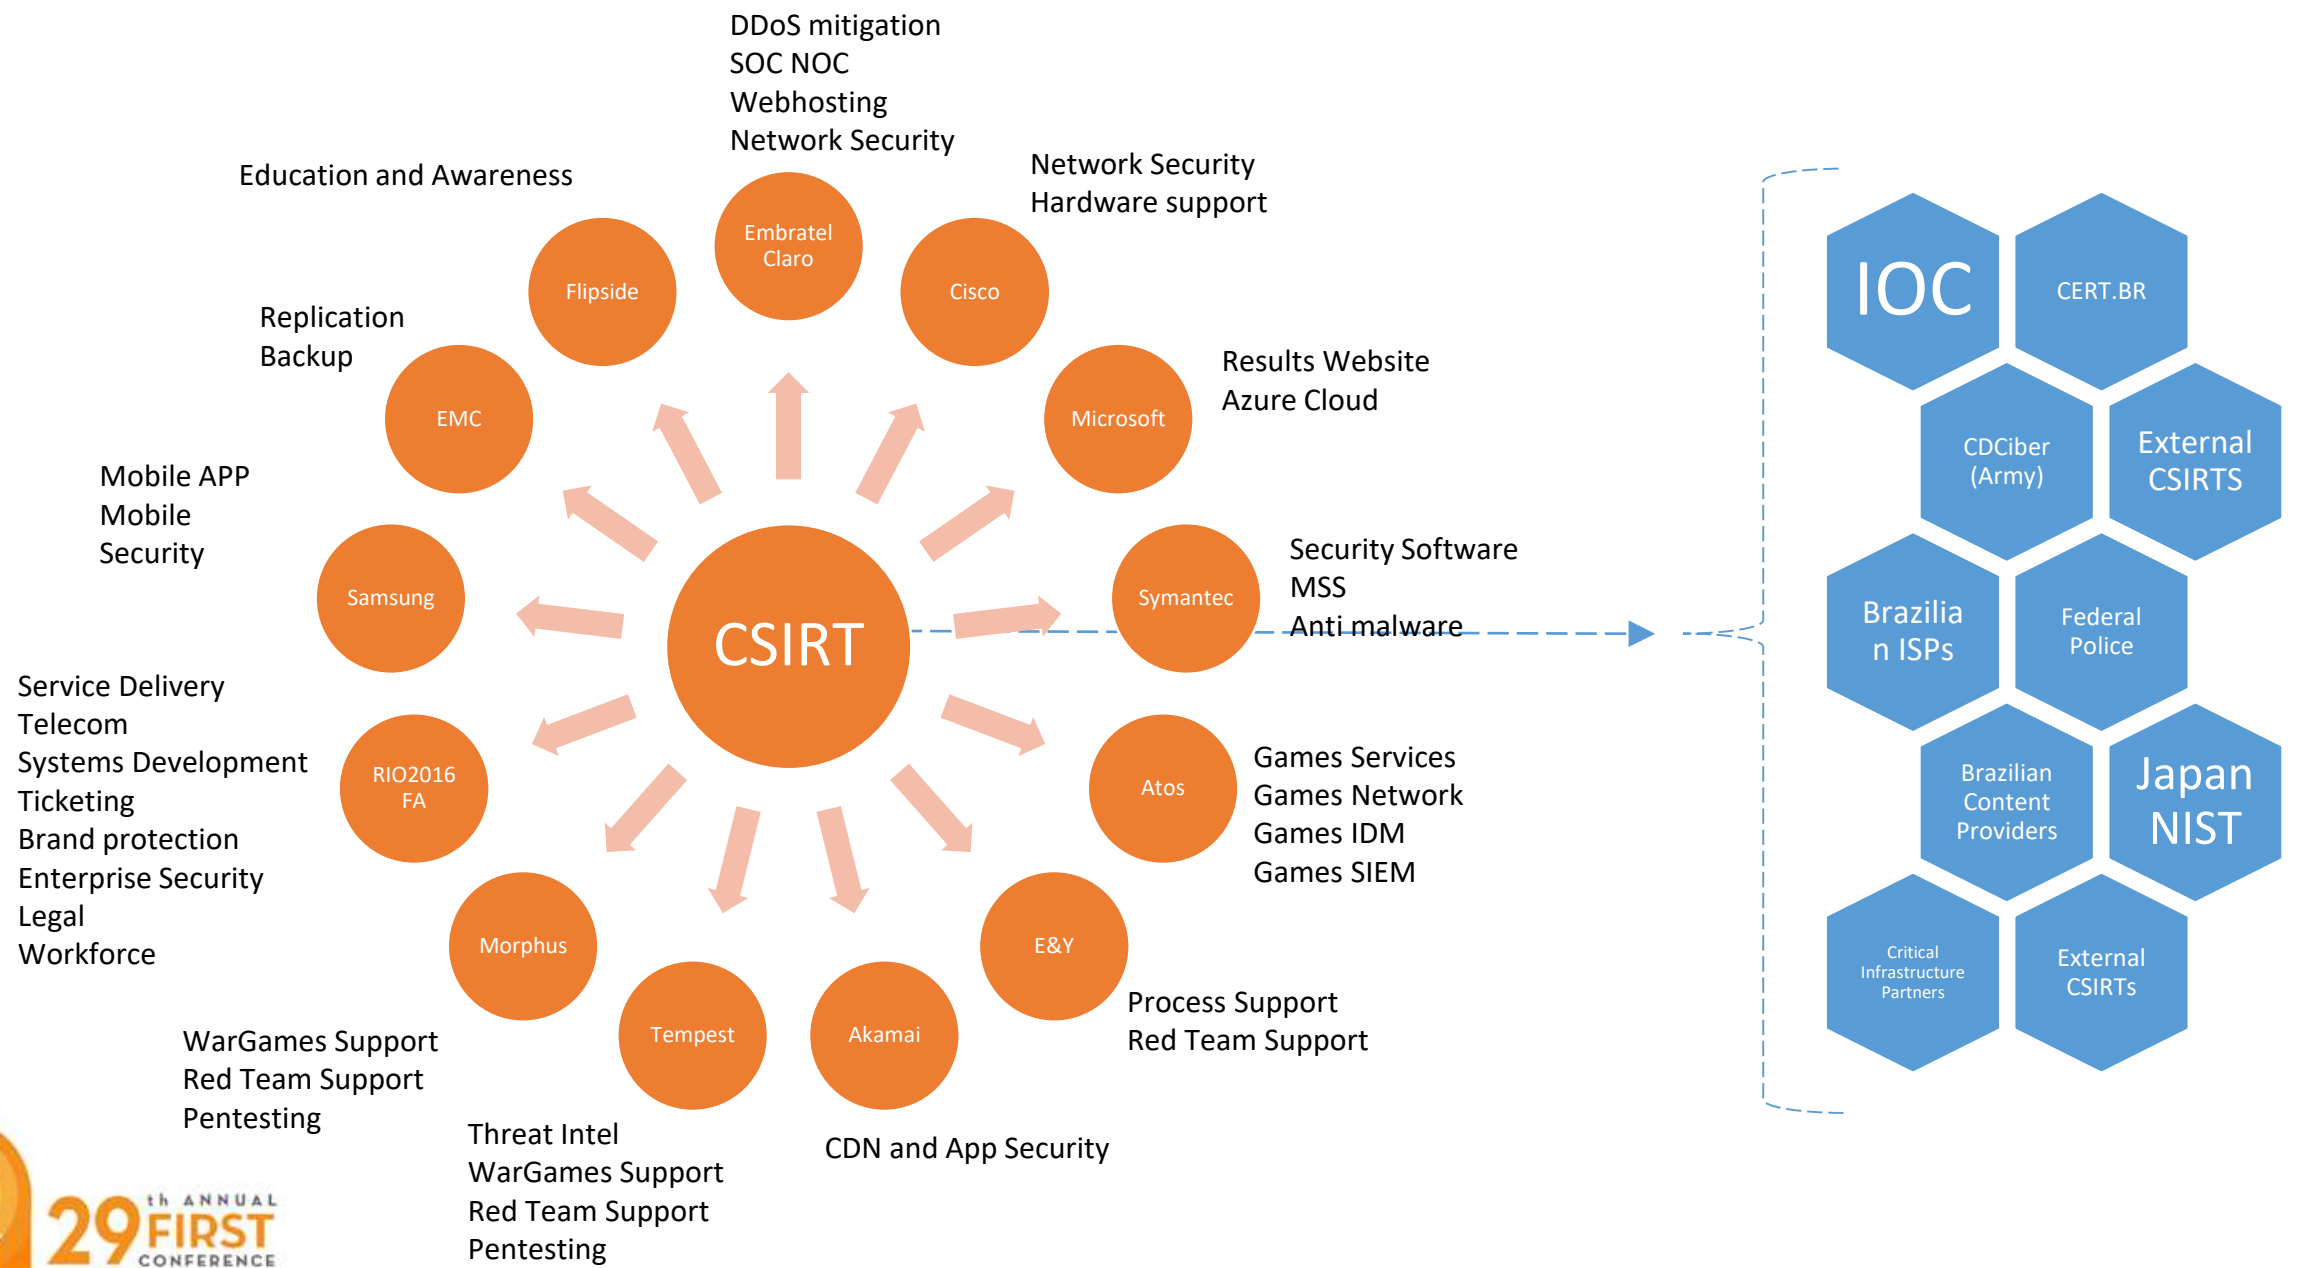 DDoS mitigation
SOC NOC
Webhosting
Network Security
Embratel
Claro
Network Security
Hardware support
Cisco
Results Website
Azure Cloud
Microsoft
Security Software
MSS
Anti malware
Symantec
Games Services
Games Network
Games IDM
Games SIEM
Atos
E&Y
Process Support
Red Team Support
Akamai
CDN and App Security
Tempest
Threat Intel
WarGames Support
Red Team Support
Pentesting
Morphus
WarGames Support
Red Team Support
Pentesting
RIO2016
FA
Service Delivery
Telecom
Systems Development
Ticketing
Brand protection
Enterprise Security
Legal
Workforce
Samsung
Mobile APP
Mobile
Security
EMC
Replication
Backup
Flipside
Education and Awareness
CSIRT
IOC
CERT.BR
CDCiber
(Army)
External
CSIRTS
Brazilia
n ISPs
Federal
Police
Brazilian
Content
Providers
Japan
NIST
Critical
Infrastructure
Partners
External
CSIRTs
29th ANNUAL
FIRST
CONFERENCE